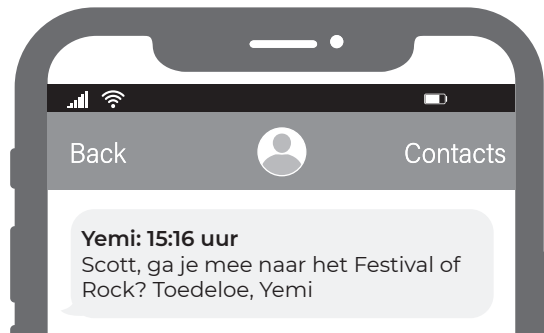 Back
Contacts
Yemi: 15:16 uur
Scott, ga je mee naar het Festival of
Rock? Toedeloe, Yemi